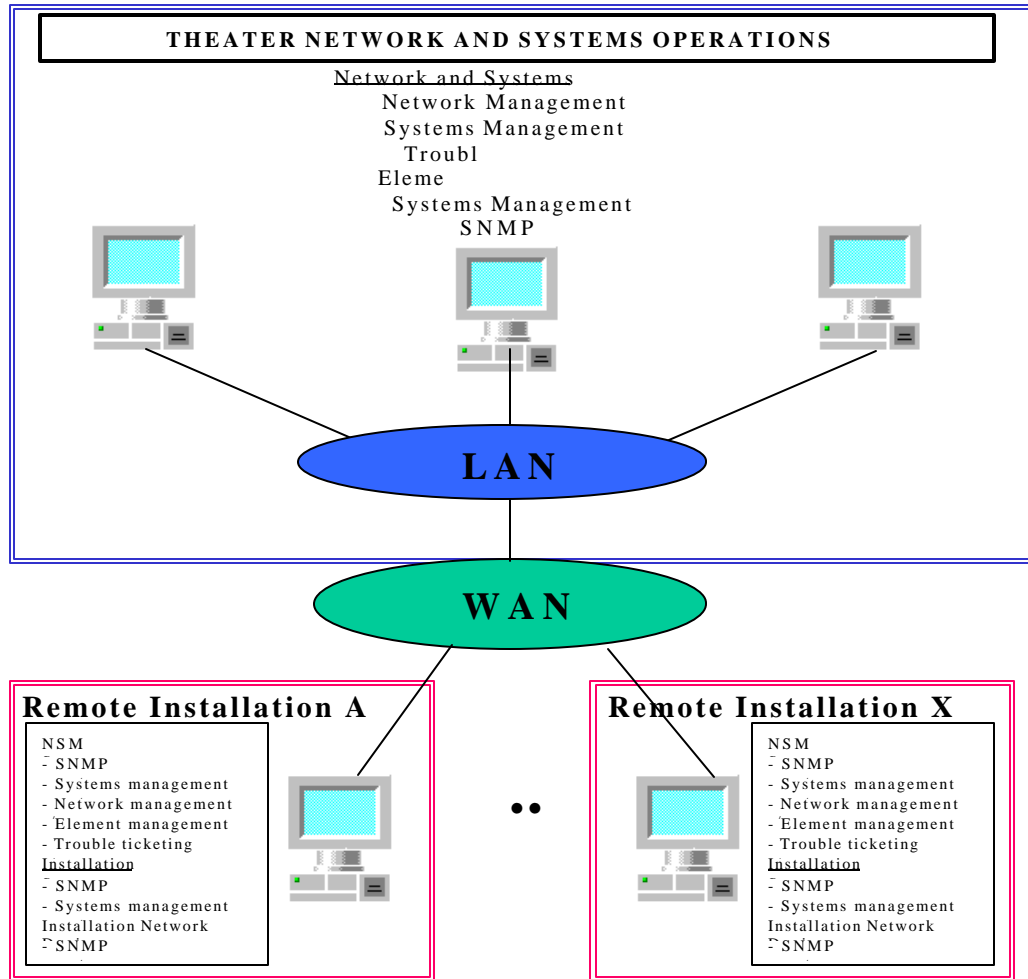 THEATER NETWORK AND SYSTEMS OPERATIONS
Network and Systems
Network Management
Systems Management
Troubl
Eleme
Systems Management
SNMP
LAN
WAN
Remote Installation A
NSM
- SNMP
- Systems management
- Network management
- Element management
- Trouble ticketing
Installation
- SNMP
- Systems management
Installation Network
- SNMP
Remote Installation X
NSM
- SNMP
- Systems management
- Network management
- Element management
- Trouble ticketing
Installation
- SNMP
- Systems management
Installation Network
- SNMP